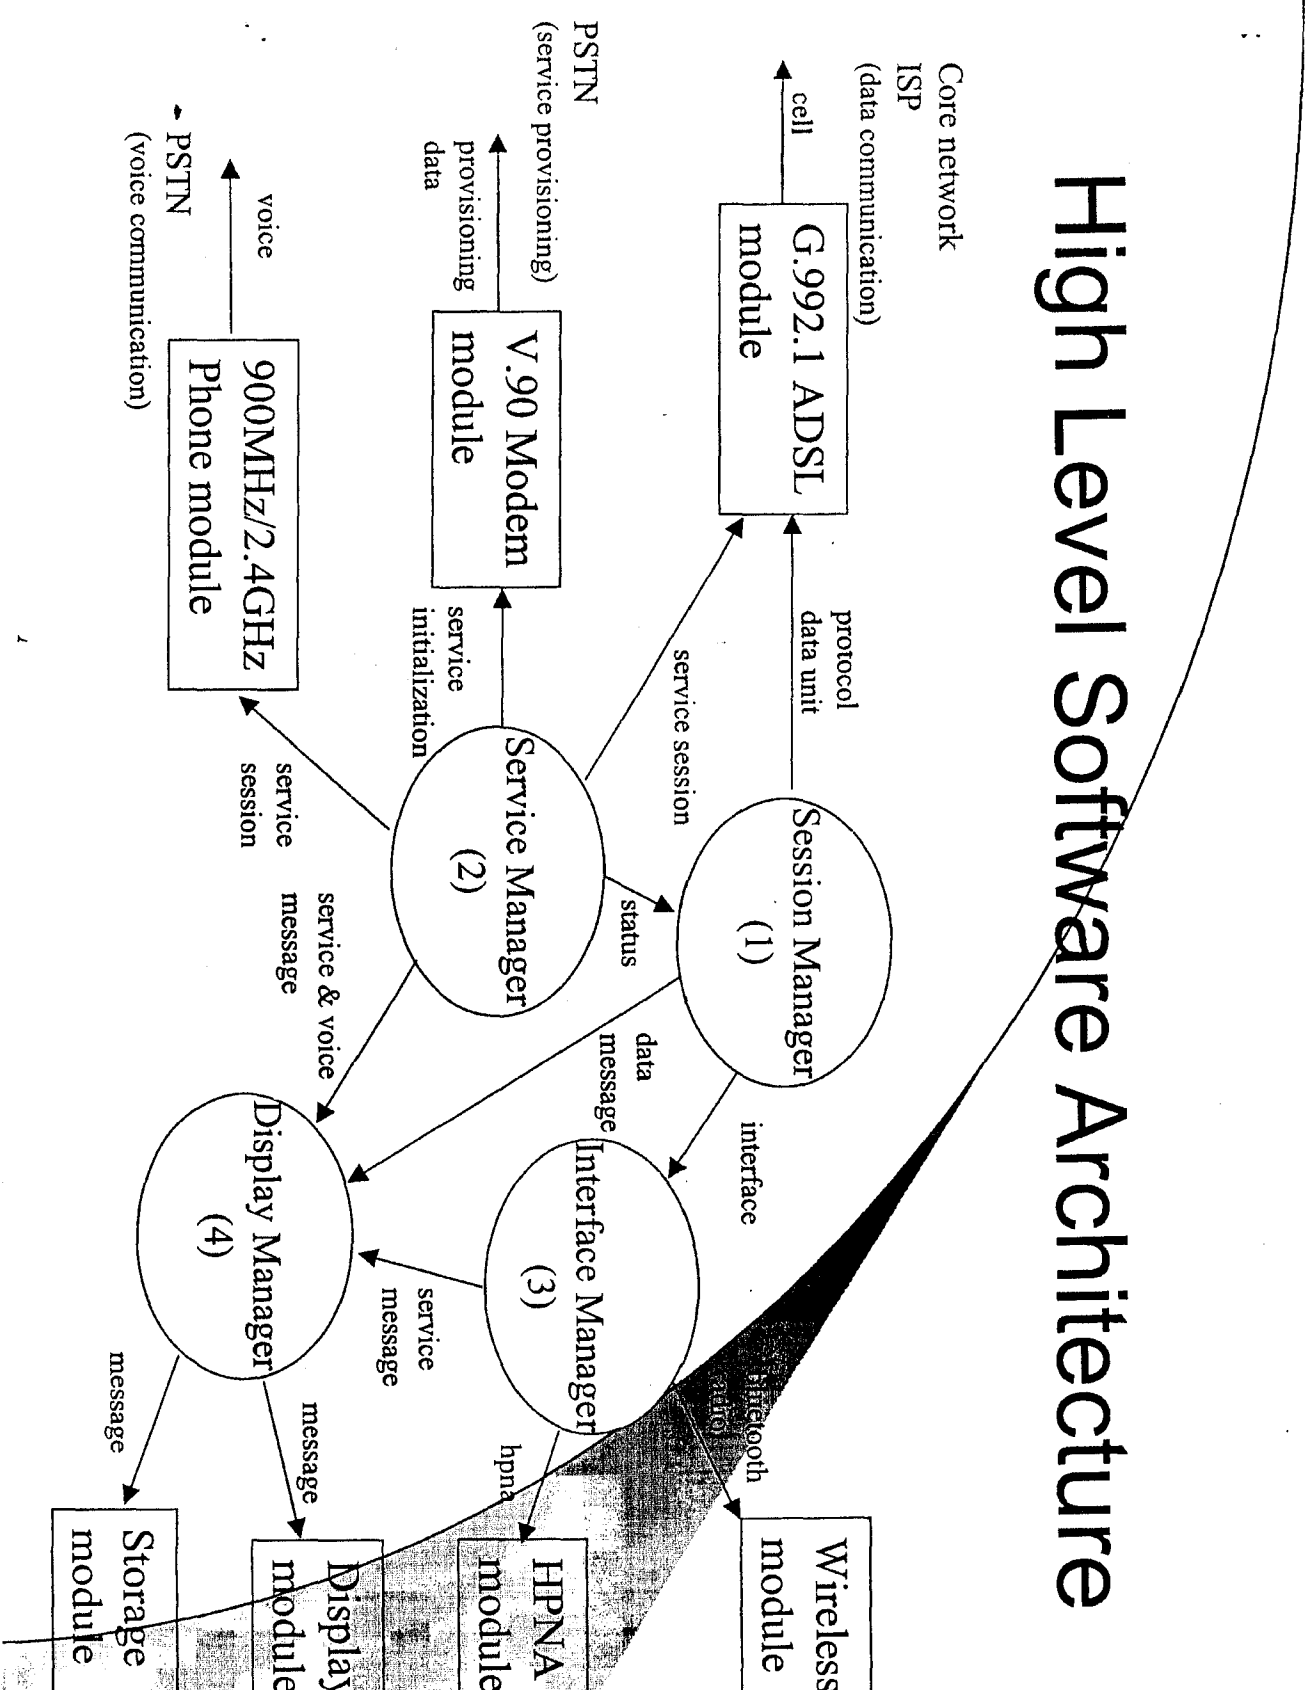 High Level Software Architecture
Core network
ISP
(data communication)
cell
G.992.1 ADSL
module
protocol
data unit
Session Manager
(1)
interface
service session
status
data
message
Bluetooth
radio
Wireless
module
PSTN
(service provisioning)
provisioning
data
V.90 Modem
module
service
initialization
Service Manager
(2)
Interface Manager
(3)
hpna
HPNA
module
service
message
voice
PSTN
(voice communication)
900MHz/2.4GHz
Phone module
service
session
service & voice
message
Display Manager
(4)
message
Display
module
message
Storage
module